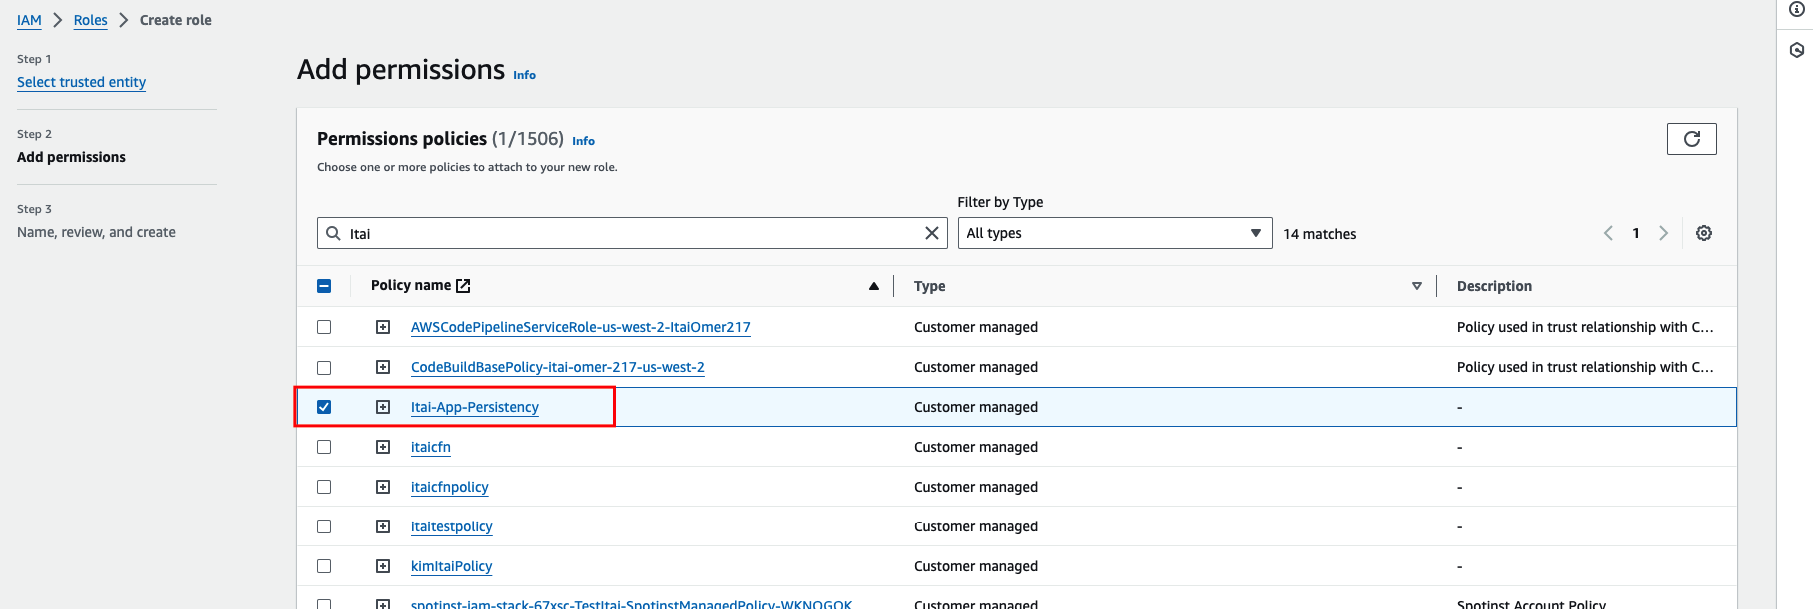 IAM > Roles > Create role
Step 1
Select trusted entity
Step 2
Add permissions
Step 3
Name, review, and create
Add permissions Info
Permissions policies (1/1506) Info
Choose one or more policies to attach to your new role.
Filter by Type
Itai
All types
14 matches
1
Policy name
Type
Description
AWSCodePipelineServiceRole-us-west-2-ItaiOmer217 Customer managed Policy used in trust relationship with C...
CodeBuildBasePolicy-itai-omer-217-us-west-2 Customer managed Policy used in trust relationship with C...
Itai-App-Persistency Customer managed -
itaicfn Customer managed -
itaicfnpolicy Customer managed -
Itaitestpolicy Customer managed -
kimItaiPolicy Customer managed -
spotinst-iam-stack-67xsc-TestItai-SpotinstManagedPolicy-WKNOGOK Customer managed Spotinst Account Policy